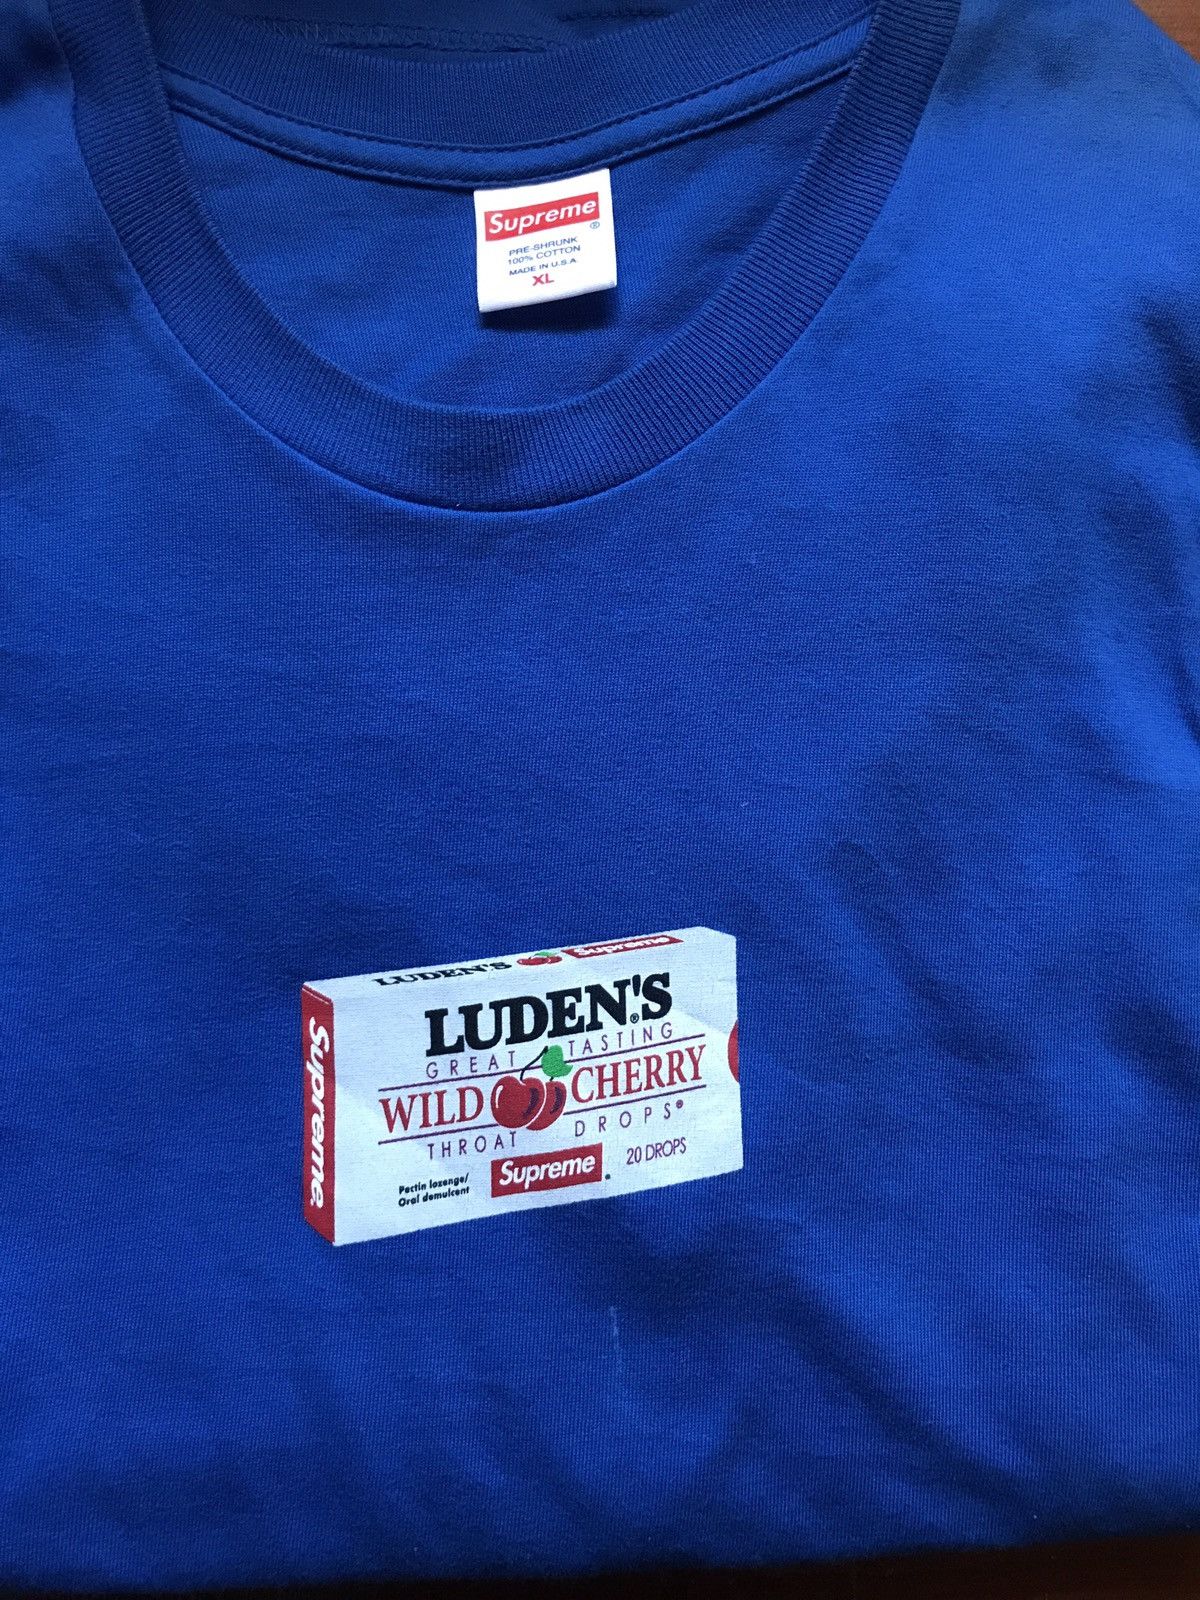 Supreme®
PRE-SHRUNK
100% COTTON
MADE IN U.S.A.
XL
LUDEN'S Supreme
LUDEN'S®
GREAT TASTING
WILD CHERRY
THROAT DROPS®
Pectin lozenge/
Oral demulcent
Supreme.
20 DROPS
Supreme.